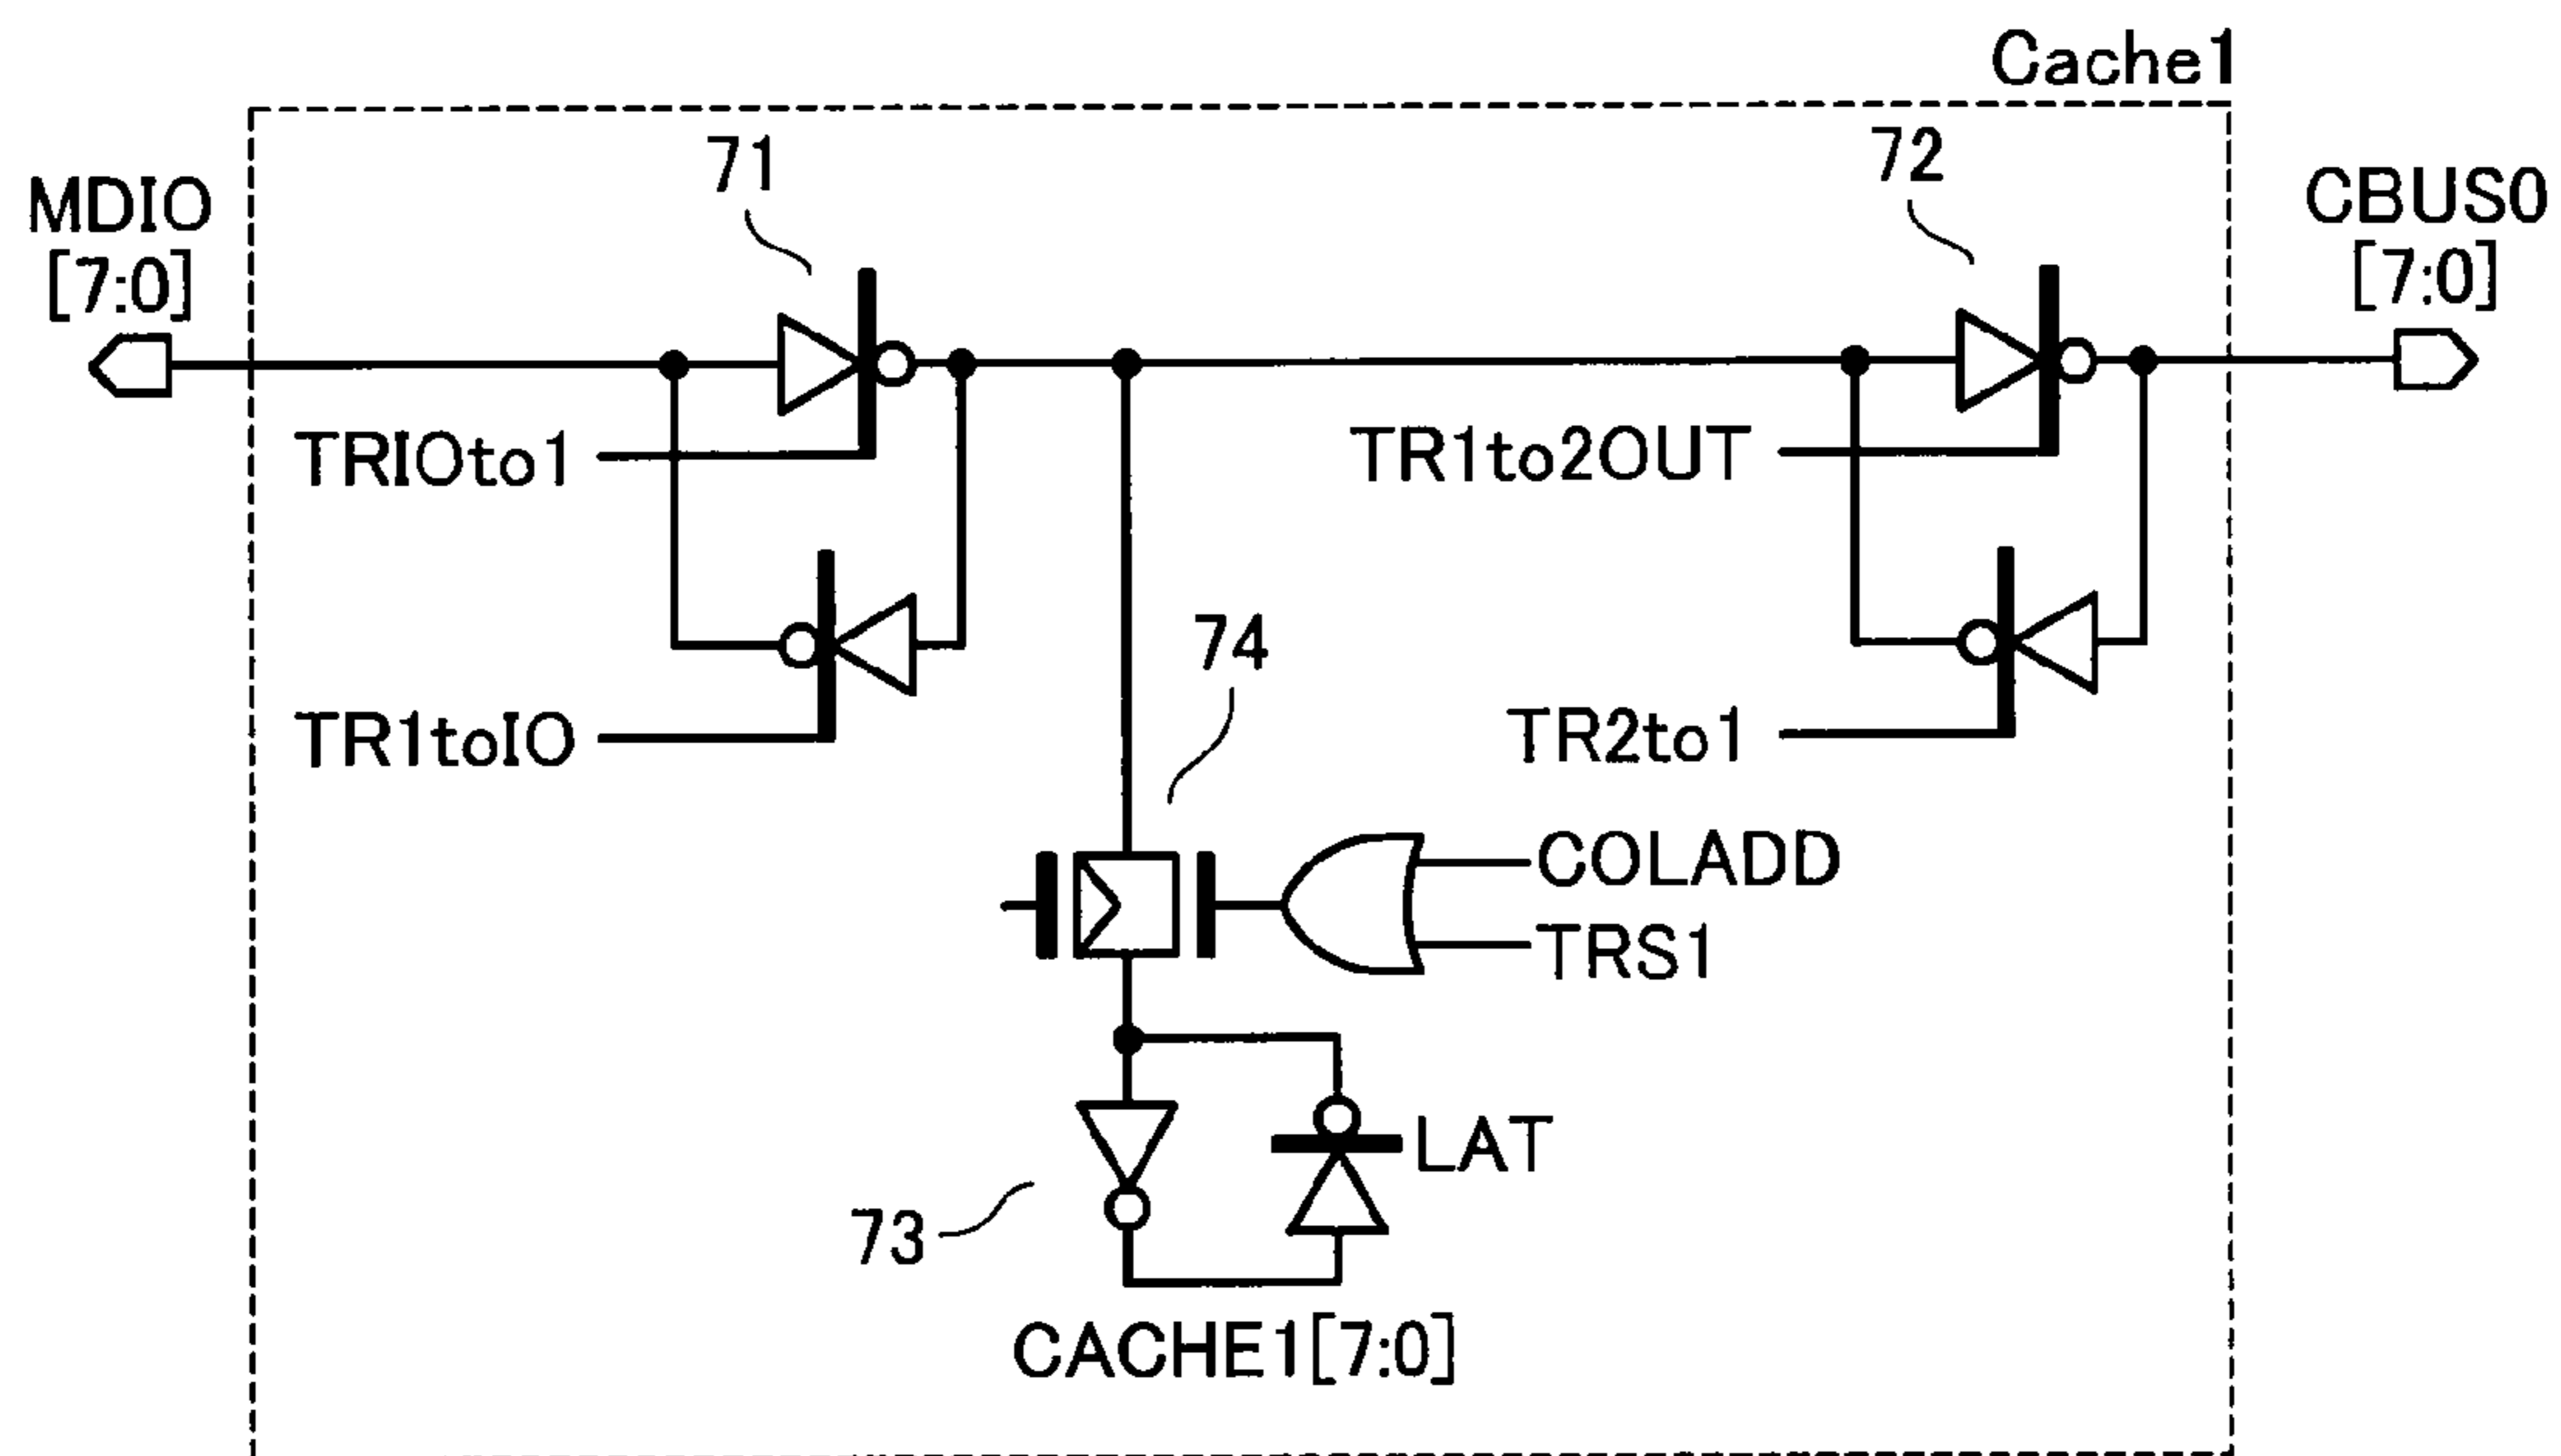 Cache1
71
72
MDIO
[7:0]
CBUS0
[7:0]
TRIOto1
TR1to2OUT
74
TR1toIO
TR2to1
COLADD
TRS1
LAT
73
CACHE1[7:0]